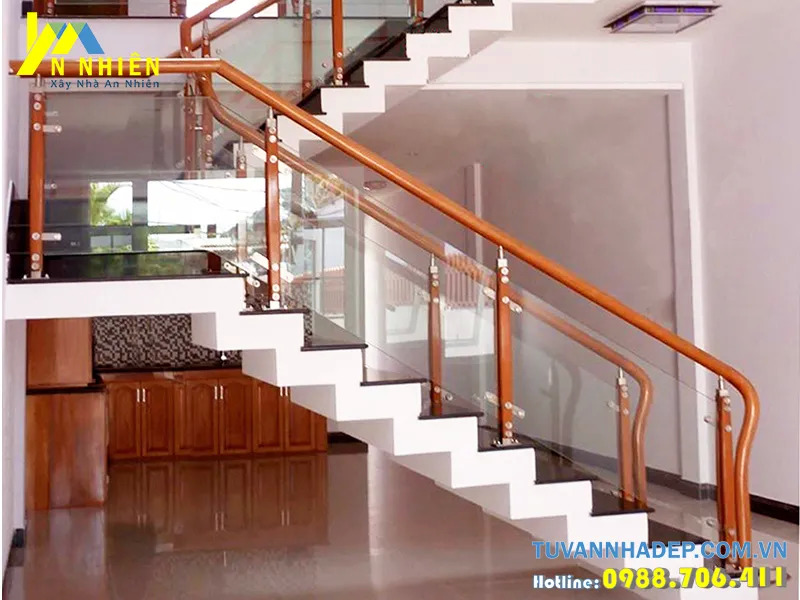 AN NHIÊN
Xây Nhà An Nhiên
TUVANNHADEP.COM.VN
Hotline: 0988.706.411